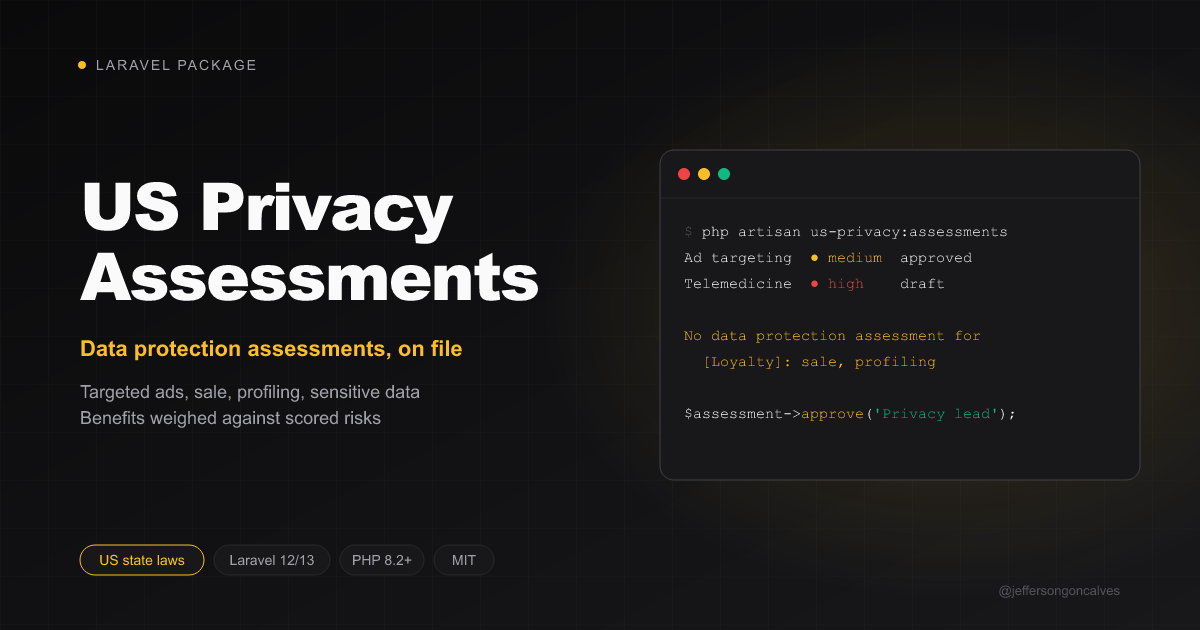 LARAVEL PACKAGE
US Privacy
Assessments
Data protection assessments, on file
Targeted ads, sale, profiling, sensitive data
Benefits weighed against scored risks
$ php artisan us-privacy:assessments
Ad targeting ● medium approved
Telemedicine ● high draft
No data protection assessment for
[Loyalty]: sale, profiling
$assessment->approve('Privacy lead');
US state laws
Laravel 12/13
PHP 8.2+
MIT
@jeffersongoncalves